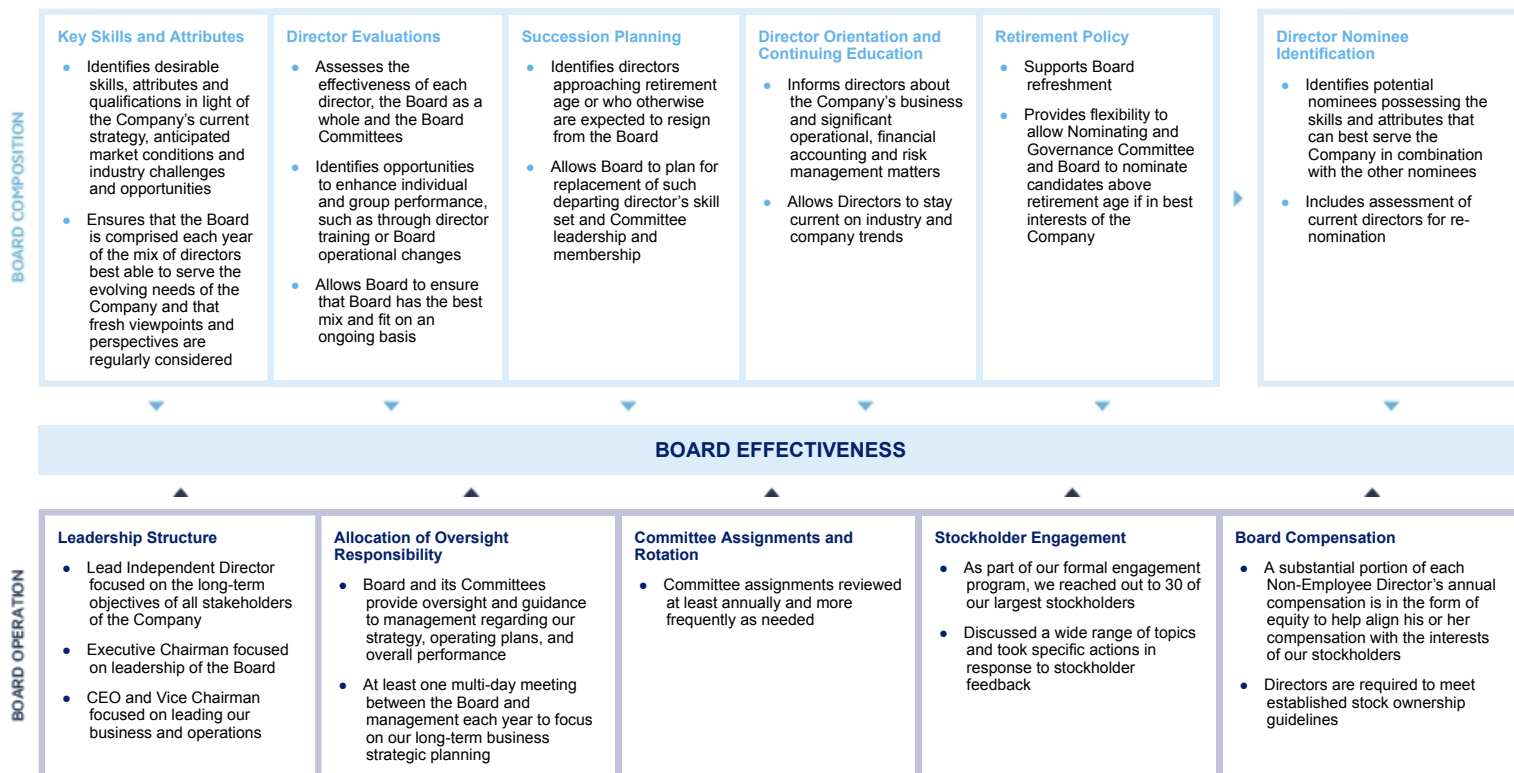 BOARD COMPOSITION
Key Skills and Attributes
● Identifies desirable
skills, attributes and
qualifications in light of
the Company's current
strategy, anticipated
market conditions and
industry challenges
and opportunities
● Ensures that the Board
is comprised each year
of the mix of directors
best able to serve the
evolving needs of the
Company and that
fresh viewpoints and
perspectives are
regularly considered
Director Evaluations
● Assesses the
effectiveness of each
director, the Board as a
whole and the Board
Committees
● Identifies opportunities
to enhance individual
and group performance,
such as through director
training or Board
operational changes
● Allows Board to ensure
that Board has the best
mix and fit on an
ongoing basis
Succession Planning
● Identifies directors
approaching retirement
age or who otherwise
are expected to resign
from the Board
● Allows Board to plan for
replacement of such
departing director's skill
set and Committee
leadership and
membership
Director Orientation and
Continuing Education
● Informs directors about
the Company's business
and significant
operational, financial
accounting and risk
management matters
● Allows Directors to stay
current on industry and
company trends
Retirement Policy
● Supports Board
refreshment
● Provides flexibility to
allow Nominating and
Governance Committee
and Board to nominate
candidates above
retirement age if in best
interests of the
Company
Director Nominee
Identification
● Identifies potential
nominees possessing the
skills and attributes that
can best serve the
Company in combination
with the other nominees
● Includes assessment of
current directors for re-
nomination
BOARD EFFECTIVENESS
BOARD OPERATION
Leadership Structure
● Lead Independent Director
focused on the long-term
objectives of all stakeholders
of the Company
● Executive Chairman focused
on leadership of the Board
● CEO and Vice Chairman
focused on leading our
business and operations
Allocation of Oversight
Responsibility
● Board and its Committees
provide oversight and guidance
to management regarding our
strategy, operating plans, and
overall performance
● At least one multi-day meeting
between the Board and
management each year to focus
on our long-term business
strategic planning
Committee Assignments and
Rotation
● Committee assignments reviewed
at least annually and more
frequently as needed
Stockholder Engagement
● As part of our formal engagement
program, we reached out to 30 of
our largest stockholders
● Discussed a wide range of topics
and took specific actions in
response to stockholder
feedback
Board Compensation
● A substantial portion of each
Non-Employee Director's annual
compensation is in the form of
equity to help align his or her
compensation with the interests
of our stockholders
● Directors are required to meet
established stock ownership
guidelines